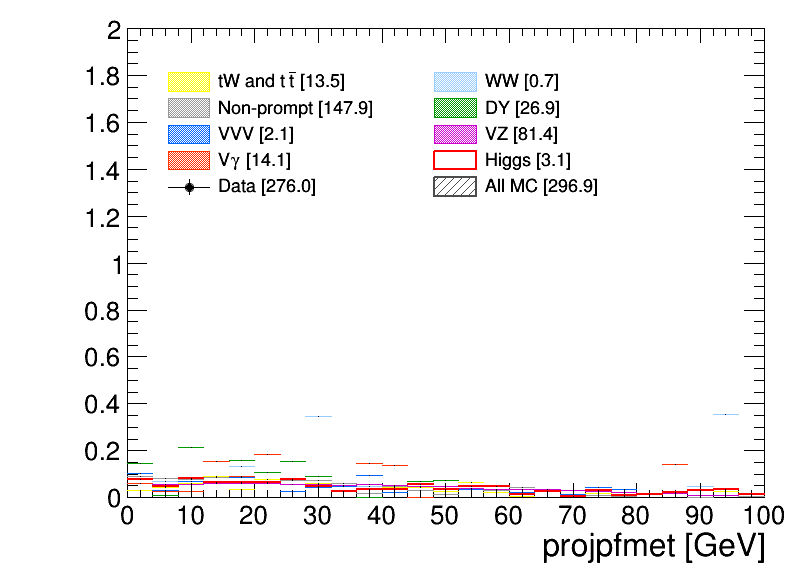 2
1.8
1.6
1.4
1.2
1
0.8
0.6
0.4
0.2
0
tW and tt̄ [13.5]
Non-prompt [147.9]
VVV [2.1]
Vγ [14.1]
Data [276.0]
WW [0.7]
DY [26.9]
VZ [81.4]
Higgs [3.1]
All MC [296.9]
0 10 20 30 40 50 60 70 80 90 100
projpfmet [GeV]